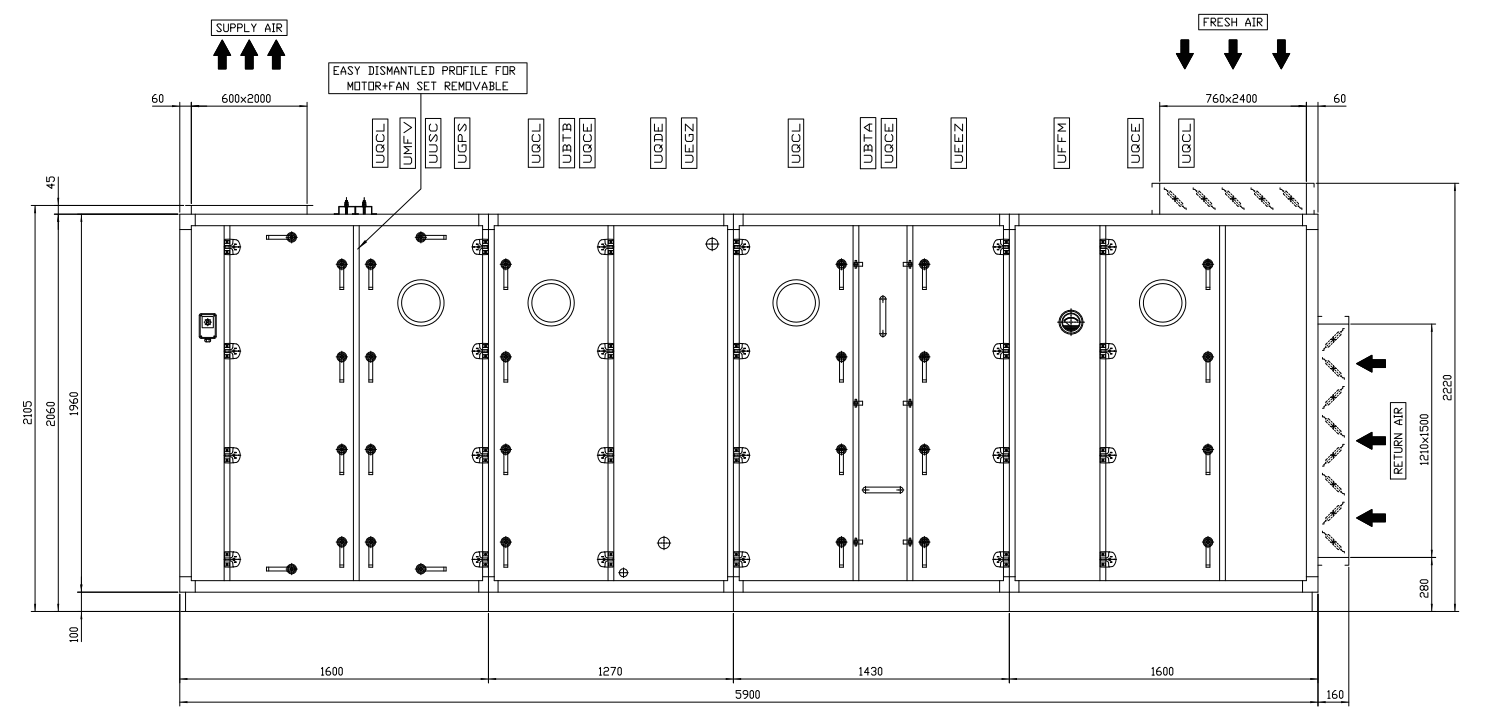 SUPPLY AIR
FRESH AIR
EASY DISMANTLED PROFILE FOR
MOTOR+FAN SET REMOVABLE
60
600x2000
760x2400
60
UQCL
UMFV
UUSC
UGPS
UQCL
UBTB
UQCE
UQDE
UEGZ
UQCL
UBTA
UQCE
UEEZ
UFFM
UQCE
UQCL
45
2105
2060
1960
2220
1210x1500
RETURN AIR
280
100
1600
1270
1430
1600
5900
160